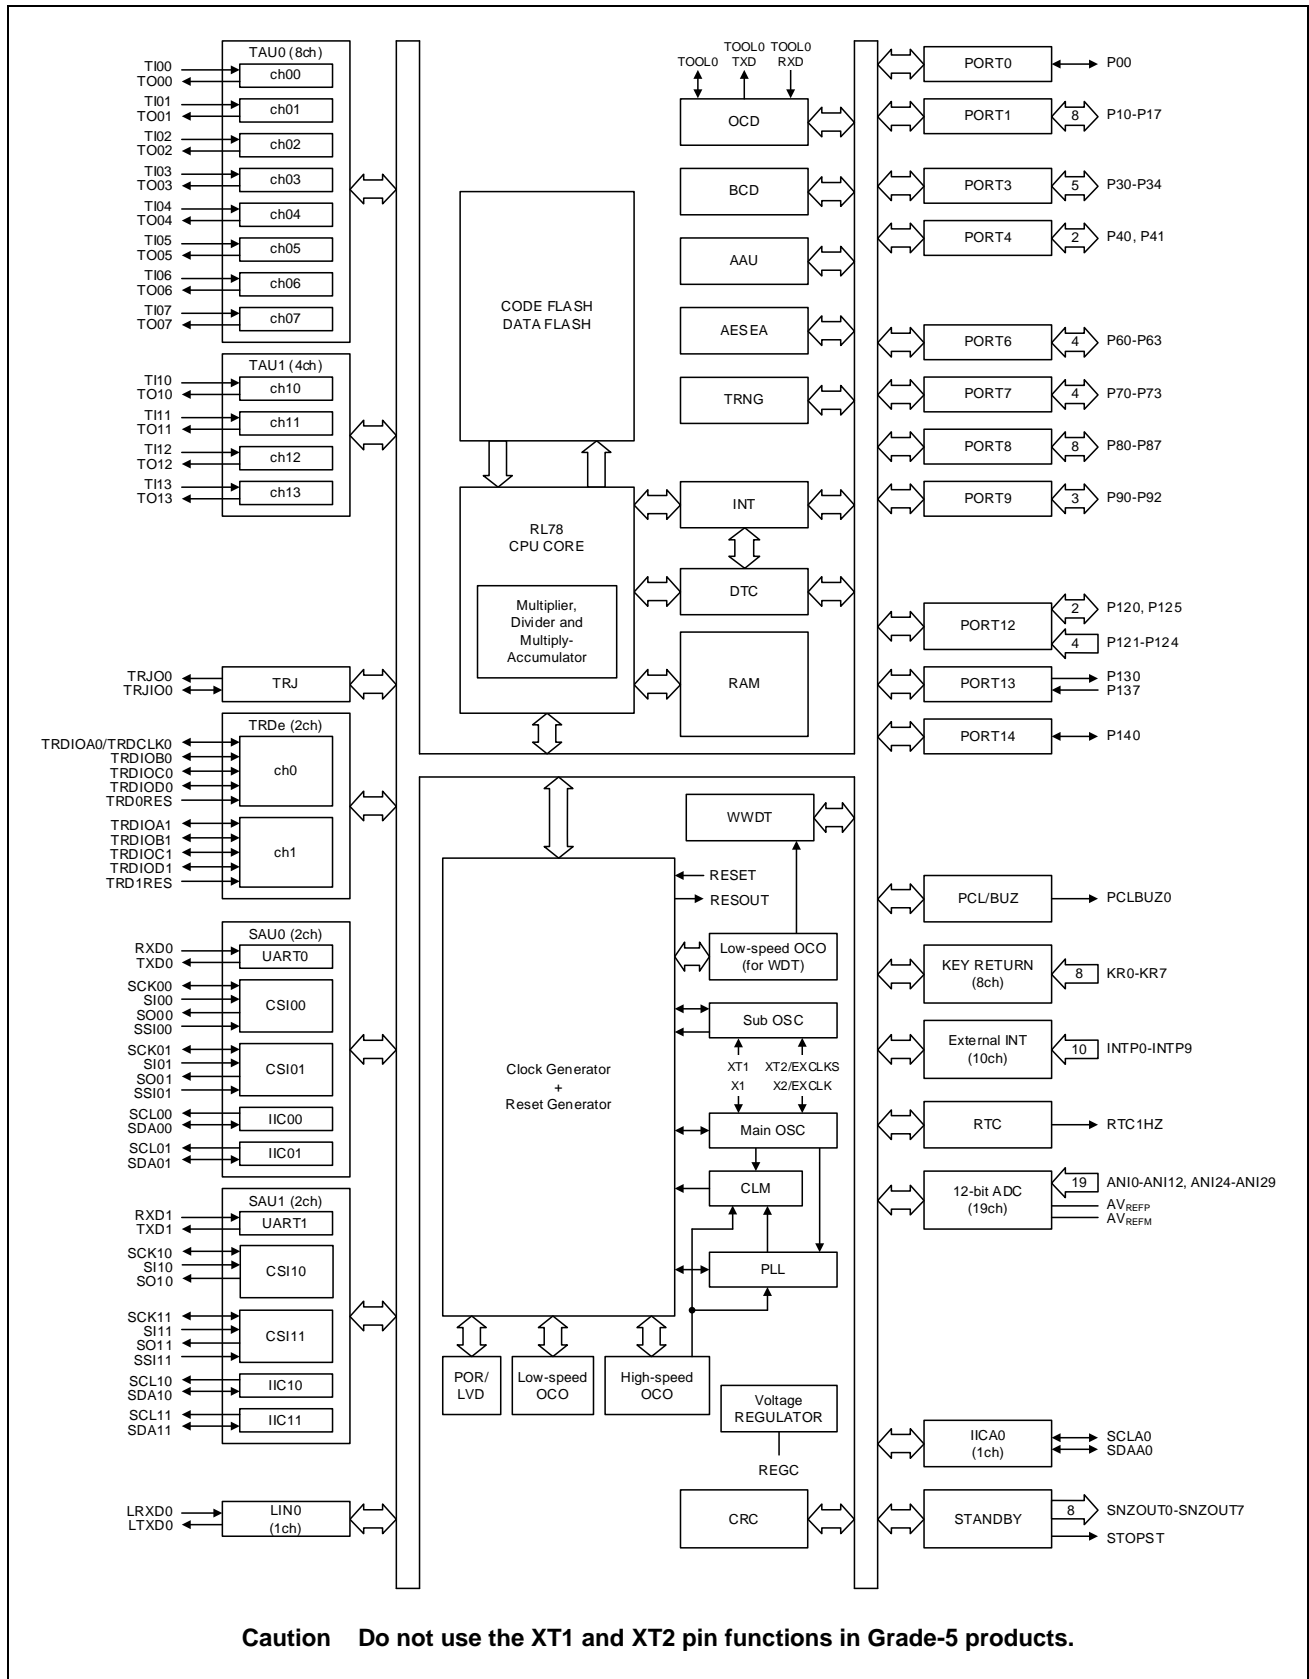 TAU0 (8ch)
TI00
TO00
ch00
TI01
TO01
ch01
TI02
TO02
ch02
TI03
TO03
ch03
TI04
TO04
ch04
TI05
TO05
ch05
TI06
TO06
ch06
TI07
TO07
ch07
TAU1 (4ch)
TI10
TO10
ch10
TI11
TO11
ch11
TI12
TO12
ch12
TI13
TO13
ch13
TRJO0
TRJIO0
TRJ
TRDe (2ch)
TRDIOA0/TRDCLK0
TRDIOB0
TRDIOC0
TRDIOD0
TRD0RES
ch0
TRDIOA1
TRDIOB1
TRDIOC1
TRDIOD1
TRD1RES
ch1
SAU0 (2ch)
RXD0
TXD0
UART0
SCK00
SI00
SO00
SSI00
CSI00
SCK01
SI01
SO01
SSI01
CSI01
SCL00
SDA00
IIC00
SCL01
SDA01
IIC01
SAU1 (2ch)
RXD1
TXD1
UART1
SCK10
SI10
SO10
CSI10
SCK11
SI11
SO11
SSI11
CSI11
SCL10
SDA10
IIC10
SCL11
SDA11
IIC11
LRXD0
LTXD0
LIN0
(1ch)
CODE FLASH
DATA FLASH
RL78
CPU CORE
Multiplier,
Divider and
Multiply-
Accumulator
TOOL0
TOOL0
TXD
TOOL0
RXD
OCD
BCD
AAU
AESEA
TRNG
INT
DTC
RAM
WWDT
RESET
RESOUT
Clock Generator
+
Reset Generator
Low-speed OCO
(for WDT)
Sub OSC
XT1
XT2/EXCLKS
X1
X2/EXCLK
Main OSC
CLM
PLL
POR/
LVD
Low-speed
OCO
High-speed
OCO
Voltage
REGULATOR
REGC
CRC
PORT0
P00
PORT1
8
P10-P17
PORT3
5
P30-P34
PORT4
2
P40, P41
PORT6
4
P60-P63
PORT7
4
P70-P73
PORT8
8
P80-P87
PORT9
3
P90-P92
PORT12
2
P120, P125
4
P121-P124
PORT13
P130
P137
PORT14
P140
PCL/BUZ
PCLBUZ0
KEY RETURN
(8ch)
8
KR0-KR7
External INT
(10ch)
10
INTP0-INTP9
RTC
RTC1HZ
12-bit ADC
(19ch)
19
ANI0-ANI12, ANI24-ANI29
AVREFP
AVREFM
IICA0
(1ch)
SCLA0
SDAA0
STANDBY
8
SNZOUT0-SNZOUT7
STOPST
Caution Do not use the XT1 and XT2 pin functions in Grade-5 products.